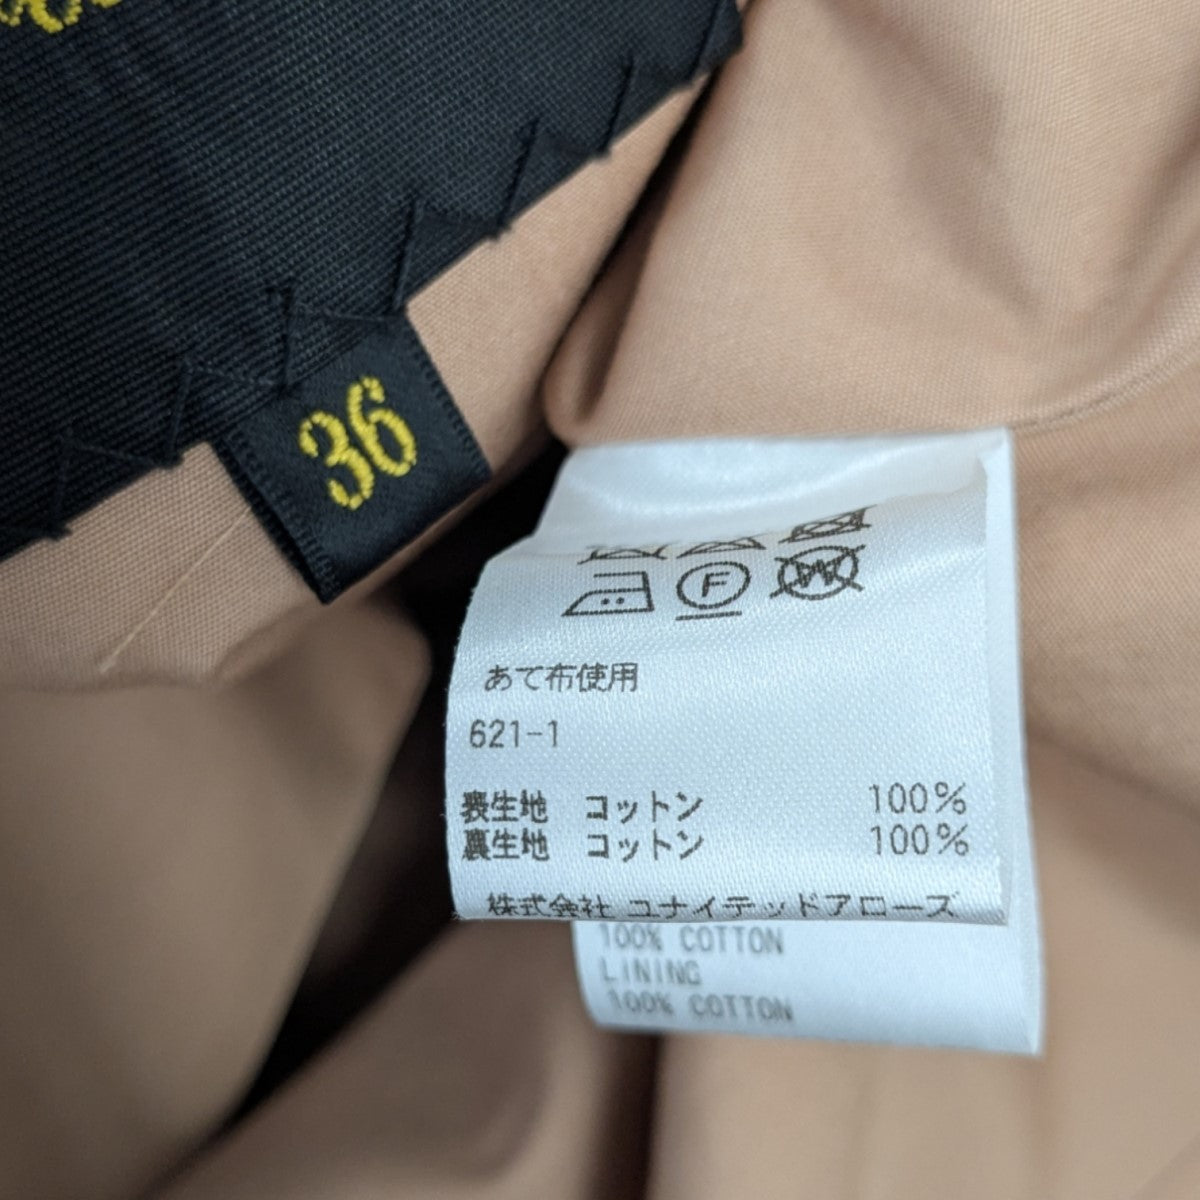 36
F
W
あて布使用
621-1
表生地 コットン 100%
裏生地 コットン 100%
株式会社 ユナイテッドアローズ
100% COTTON
LINING
100% COTTON